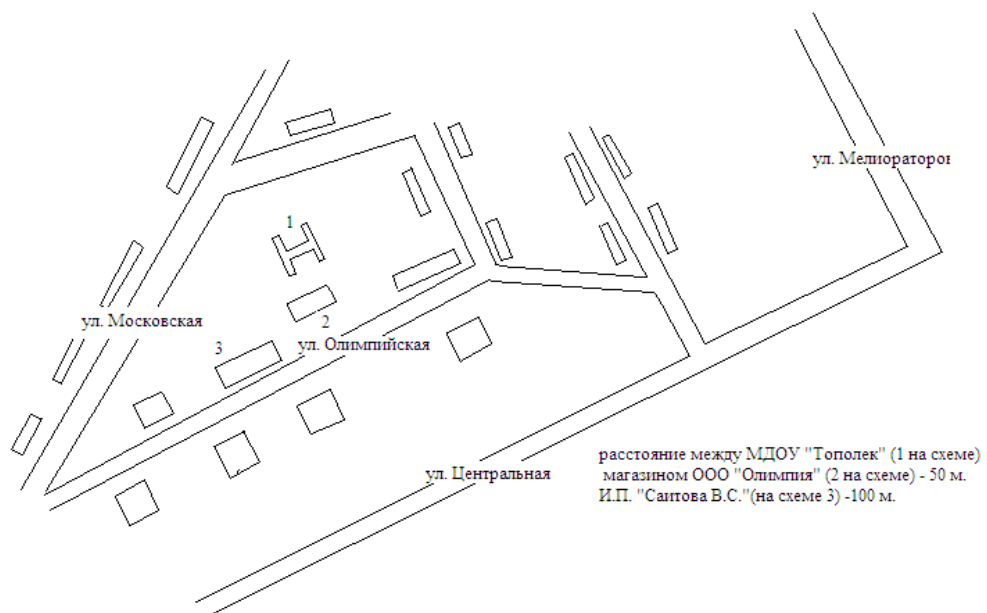 ул. Мелиораторов
1
ул. Московская
2
ул. Олимпийская
3
ул. Центральная
расстояние между МДОУ "Тополек" (1 на схеме)
магазином ООО "Олимпия" (2 на схеме) - 50 м.
И.П. "Саитова В.С."(на схеме 3) -100 м.